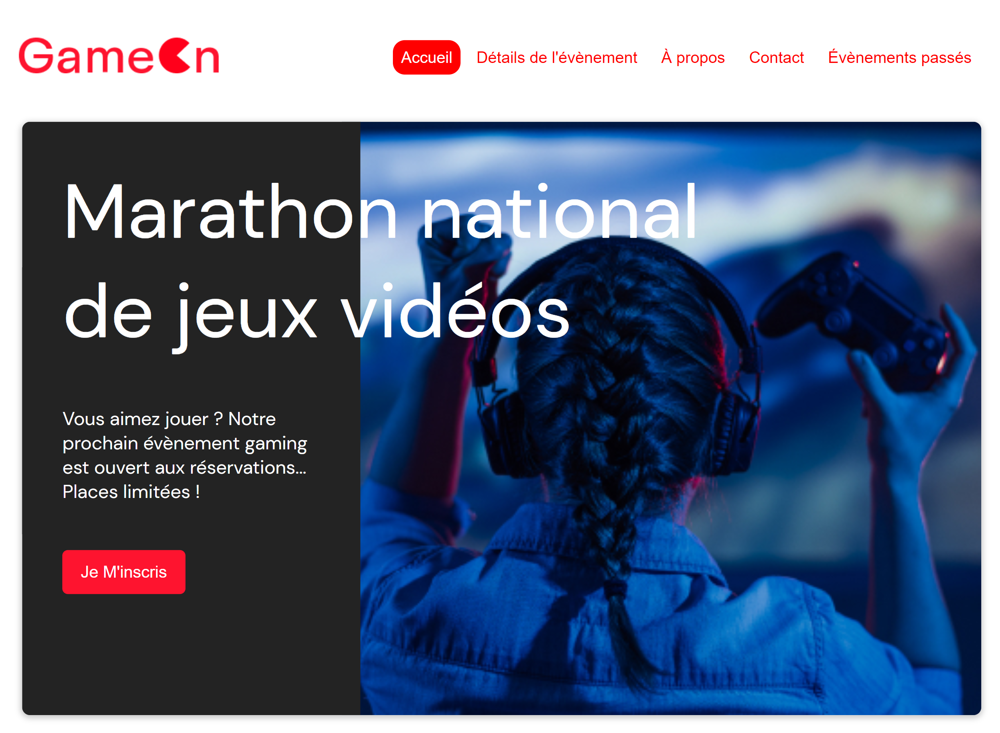 GameOn
Accueil Détails de l'évènement À propos Contact Évènements passés
Marathon national
de jeux vidéos
Vous aimez jouer ? Notre
prochain évènement gaming
est ouvert aux réservations...
Places limitées !
Je M'inscris